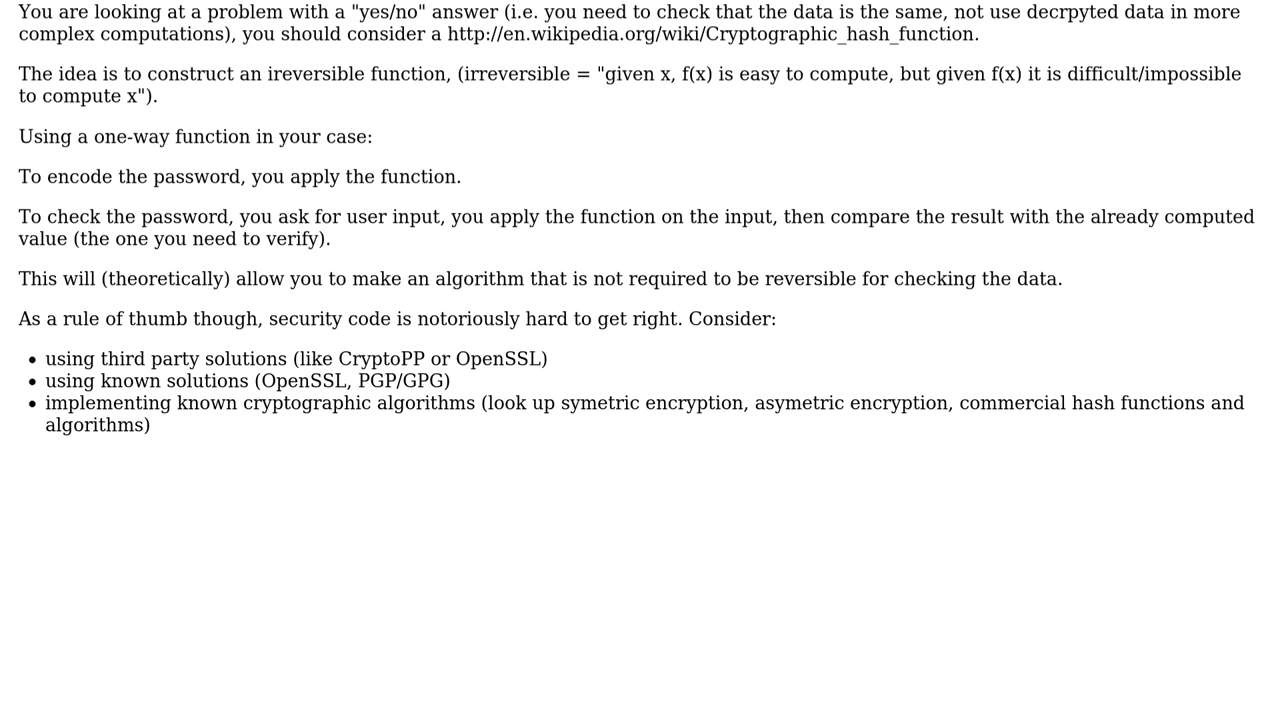 You are looking at a problem with a "yes/no" answer (i.e. you need to check that the data is the same, not use decrpyted data in more
complex computations), you should consider a http://en.wikipedia.org/wiki/Cryptographic_hash_function.
The idea is to construct an ireversible function, (irreversible = "given x, f(x) is easy to compute, but given f(x) it is difficult/impossible
to compute x").
Using a one-way function in your case:
To encode the password, you apply the function.
To check the password, you ask for user input, you apply the function on the input, then compare the result with the already computed
value (the one you need to verify).
This will (theoretically) allow you to make an algorithm that is not required to be reversible for checking the data.
As a rule of thumb though, security code is notoriously hard to get right. Consider:
• using third party solutions (like CryptoPP or OpenSSL)
• using known solutions (OpenSSL, PGP/GPG)
• implementing known cryptographic algorithms (look up symetric encryption, asymetric encryption, commercial hash functions and
algorithms)